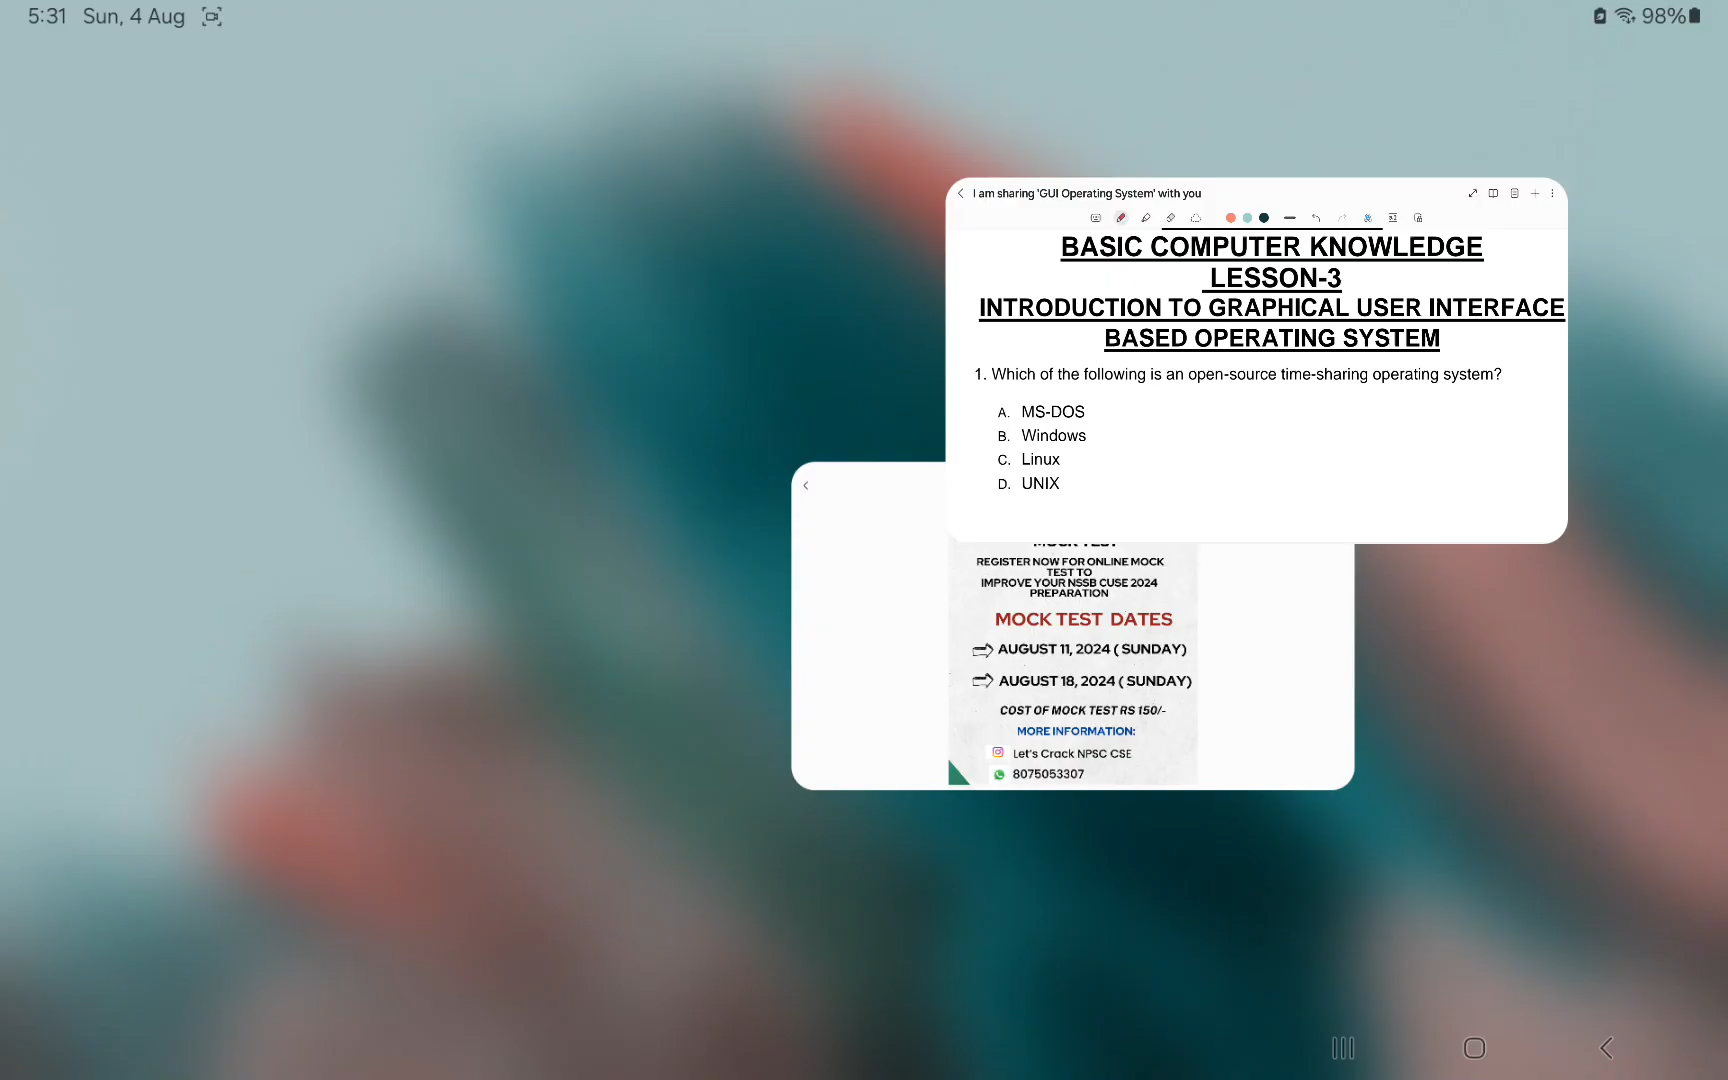 5:31 Sun, 4 Aug
98%
I am sharing 'GUI Operating System' with you
BASIC COMPUTER KNOWLEDGE
LESSON-3
INTRODUCTION TO GRAPHICAL USER INTERFACE
BASED OPERATING SYSTEM
1. Which of the following is an open-source time-sharing operating system?
A. MS-DOS
B. Windows
C. Linux
D. UNIX
MOCK TEST
REGISTER NOW FOR ONLINE MOCK
TEST TO
IMPROVE YOUR NSSB CUSE 2024
PREPARATION
MOCK TEST DATES
AUGUST 11, 2024 ( SUNDAY)
AUGUST 18, 2024 ( SUNDAY)
COST OF MOCK TEST RS 150/-
MORE INFORMATION:
Let's Crack NPSC CSE
8075053307